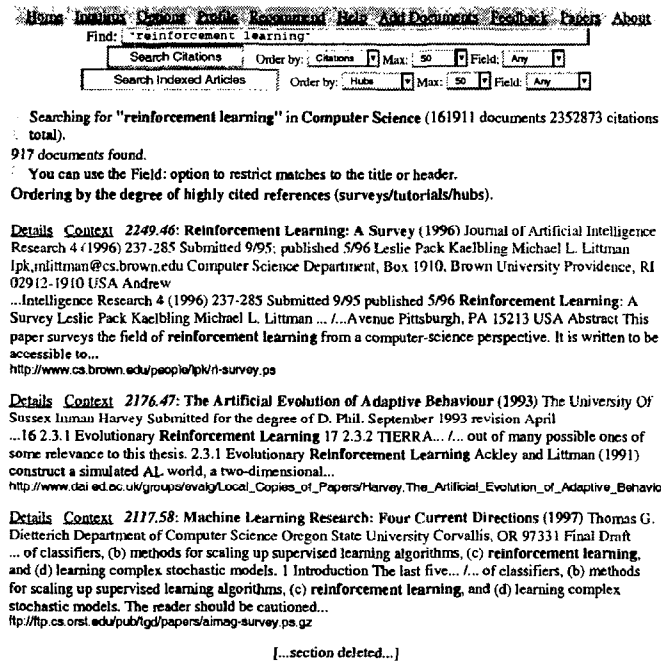 Home Options Profile Recommend Help Add Documents Feedback Papers About
Find: "reinforcement learning"
Search Citations Order by: Citations Max: 50 Field: Any
Search Indexed Articles Order by: Hubs Max: 50 Field: Any
Searching for "reinforcement learning" in Computer Science (161911 documents 2352873 citations
total).
917 documents found.
You can use the Field: option to restrict matches to the title or header.
Ordering by the degree of highly cited references (surveys/tutorials/hubs).
Details Context 2249.46: Reinforcement Learning: A Survey (1996) Journal of Artificial Intelligence
Research 4 (1996) 237-285 Submitted 9/95; published 5/96 Leslie Pack Kaelbling Michael L. Littman
lpk,mlittman@cs.brown.edu Computer Science Department, Box 1910, Brown University Providence, RI
02912-1910 USA Andrew
...Intelligence Research 4 (1996) 237-285 Submitted 9/95 published 5/96 Reinforcement Learning: A
Survey Leslie Pack Kaelbling Michael L. Littman ... /...Avenue Pittsburgh, PA 15213 USA Abstract This
paper surveys the field of reinforcement learning from a computer-science perspective. It is written to be
accessible to...
http://www.cs.brown.edu/people/lpk/rl-survey.ps
Details Context 2176.47: The Artificial Evolution of Adaptive Behaviour (1993) The University Of
Sussex Inman Harvey Submitted for the degree of D. Phil. September 1993 revision April
...16 2.3.1 Evolutionary Reinforcement Learning 17 2.3.2 TIERRA... /... out of many possible ones of
some relevance to this thesis. 2.3.1 Evolutionary Reinforcement Learning Ackley and Littman (1991)
construct a simulated AL world, a two-dimensional...
http://www.dai.ed.ac.uk/groups/evalg/Local_Copies_of_Papers/Harvey.The_Artificial_Evolution_of_Adaptive_Behavio
Details Context 2117.58: Machine Learning Research: Four Current Directions (1997) Thomas G.
Dietterich Department of Computer Science Oregon State University Corvallis, OR 97331 Final Draft
... of classifiers, (b) methods for scaling up supervised learning algorithms, (c) reinforcement learning,
and (d) learning complex stochastic models. 1 Introduction The last five... /... of classifiers, (b) methods
for scaling up supervised learning algorithms, (c) reinforcement learning, and (d) learning complex
stochastic models. The reader should be cautioned...
ftp://ftp.cs.orst.edu/pub/tgd/papers/aimag-survey.ps.gz
[...section deleted...]